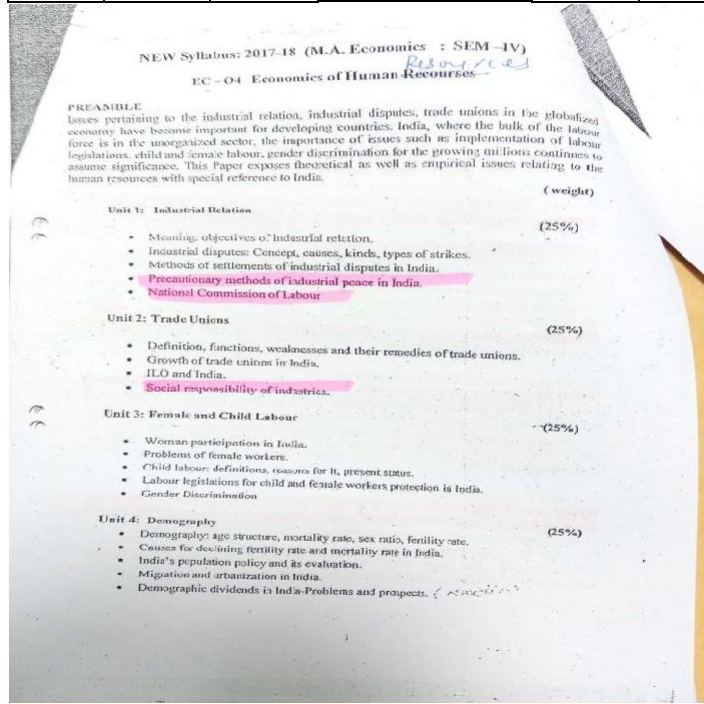 NEW Syllabus: 2017-18 (M.A. Economics : SEM -IV)
Resources
EC - 04 Economics of Human Recourses
PREAMBLE
Issues pertaining to the industrial relation, industrial disputes, trade unions in the globalized
economy have become important for developing countries. India, where the bulk of the labour
force is in the unorganized sector, the importance of issues such as implementation of labour
legislations, child and female labour, gender discrimination for the growing millions continues to
assume significance. This Paper exposes theoretical as well as empirical issues relating to the
human resources with special reference to India.
( weight)
Unit 1: Industrial Relation
(25%)
• Meaning, objectives of Industrial relation.
• Industrial disputes: Concept, causes, kinds, types of strikes.
• Methods of settlements of industrial disputes in India.
• Precautionary methods of industrial peace in India.
• National Commission of Labour
Unit 2: Trade Unions
(25%)
• Definition, functions, weaknesses and their remedies of trade unions.
• Growth of trade unions in India.
• ILO and India.
• Social responsibility of industries.
Unit 3: Female and Child Labour
(25%)
• Woman participation in India.
• Problems of female workers.
• Child labour: definitions, reasons for it, present status.
• Labour legislations for child and female workers protection is India.
• Gender Discrimination
Unit 4: Demography
(25%)
• Demography: age structure, mortality rate, sex ratio, fertility rate.
• Causes for declining fertility rate and mortality rate in India.
• India's population policy and its evaluation.
• Migration and urbanization in India.
• Demographic dividends in India-Problems and prospects.